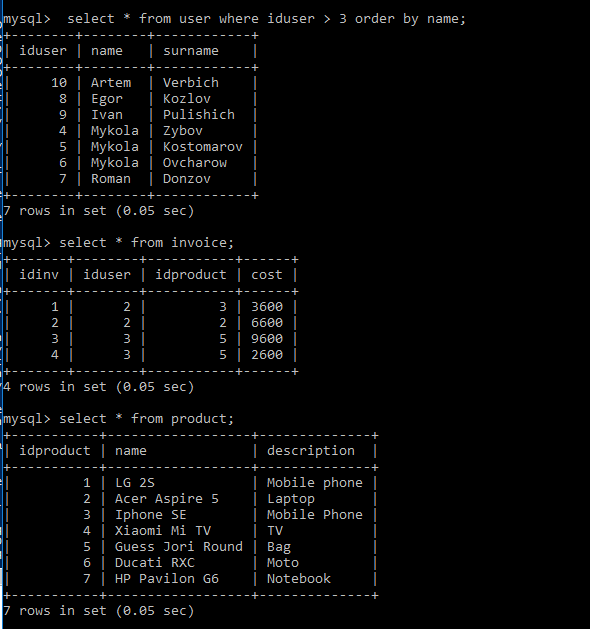 mysql>  select * from user where iduser > 3 order by name;
+--------+--------+------------+
| iduser | name   | surname    |
+--------+--------+------------+
|     10 | Artem  | Verbich    |
|      8 | Egor   | Kozlov     |
|      9 | Ivan   | Pulishich  |
|      4 | Mykola | Zybov      |
|      5 | Mykola | Kostomarov |
|      6 | Mykola | Ovcharow   |
|      7 | Roman  | Donzov     |
+--------+--------+------------+
7 rows in set (0.05 sec)
mysql> select * from invoice;
+-------+--------+-----------+------+
| idinv | iduser | idproduct | cost |
+-------+--------+-----------+------+
|     1 |      2 |         3 | 3600 |
|     2 |      2 |         2 | 6600 |
|     3 |      3 |         5 | 9600 |
|     4 |      3 |         5 | 2600 |
+-------+--------+-----------+------+
4 rows in set (0.05 sec)
mysql> select * from product;
+-----------+------------------+--------------+
| idproduct | name             | description  |
+-----------+------------------+--------------+
|         1 | LG 2S            | Mobile phone |
|         2 | Acer Aspire 5    | Laptop       |
|         3 | Iphone SE        | Mobile Phone |
|         4 | Xiaomi Mi TV     | TV           |
|         5 | Guess Jori Round | Bag          |
|         6 | Ducati RXC       | Moto         |
|         7 | HP Pavilon G6    | Notebook     |
+-----------+------------------+--------------+
7 rows in set (0.05 sec)